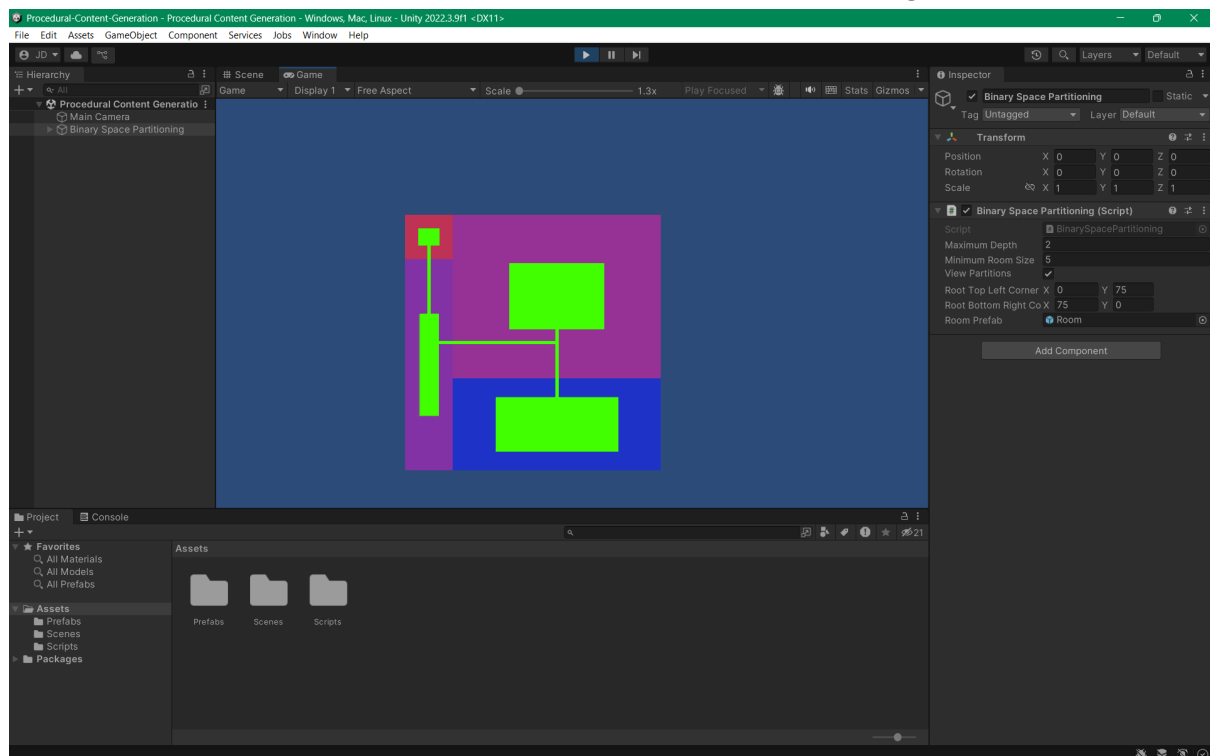 Procedural-Content-Generation - Procedural Content Generation - Windows, Mac, Linux - Unity 2022.3.9f1 <DX11>
File Edit Assets GameObject Component Services Jobs Window Help
JD Layers Default
Hierarchy Scene Game Inspector
All Game Display 1 Free Aspect Scale 1.3x Play Focused Stats Gizmos
Procedural Content Generatio
Main Camera
Binary Space Partitioning
Binary Space Partitioning Static
Tag Untagged Layer Default
Transform
Position X 0 Y 0 Z 0
Rotation X 0 Y 0 Z 0
Scale X 1 Y 1 Z 1
# Binary Space Partitioning (Script)
Script # BinarySpacePartitioning
Maximum Depth 2
Minimum Room Size 5
View Partitions
Root Top Left Corner X 0 Y 75
Root Bottom Right Co X 75 Y 0
Room Prefab Room
Add Component
Project Console
21
Favorites
All Materials
All Models
All Prefabs
Assets
Prefabs
Scenes
Scripts
Packages
Assets
Prefabs Scenes Scripts